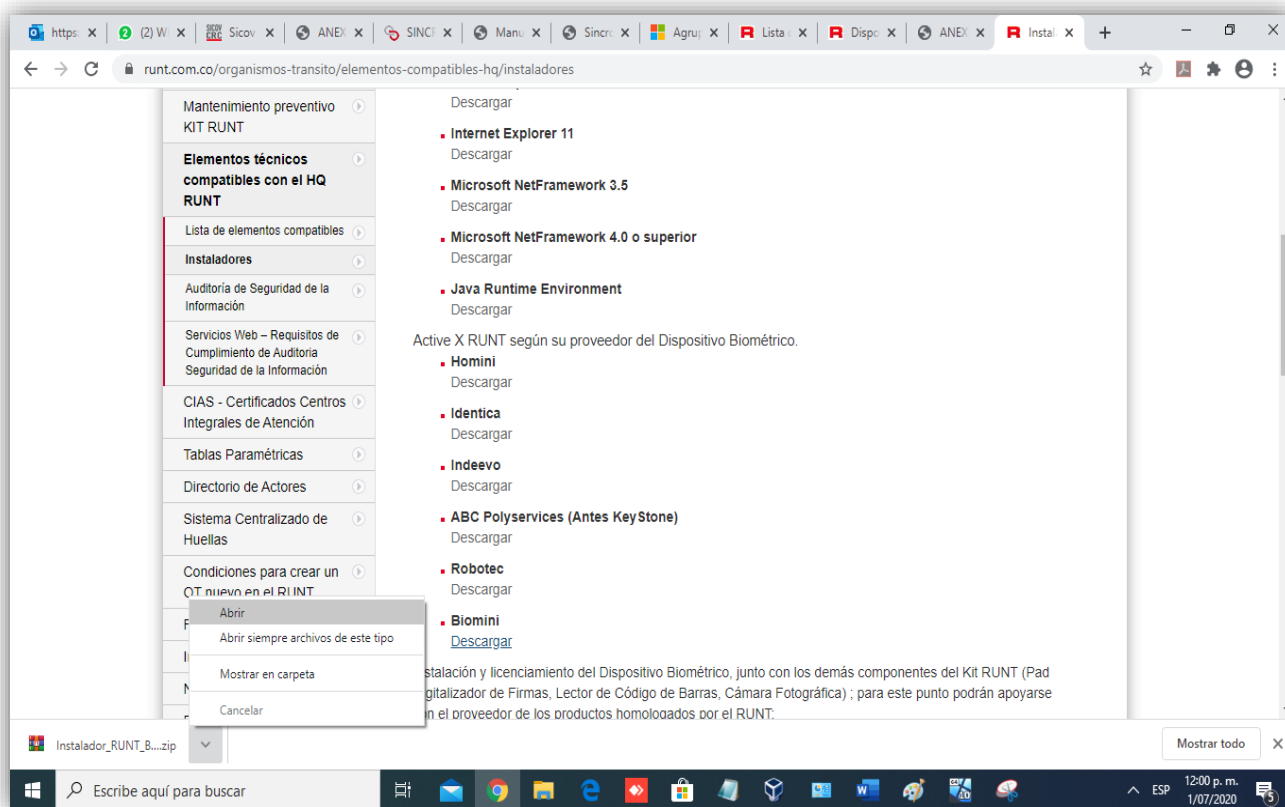 https:
(2) W
SICOV CRC Sicov
ANEX
SINCR
Manu
Sincro
Agrup
Lista
Dispo
ANEX
Instal
runt.com.co/organismos-transito/elementos-compatibles-hq/instaladores
Mantenimiento preventivo
KIT RUNT
Elementos técnicos
compatibles con el HQ
RUNT
Lista de elementos compatibles
Instaladores
Auditoría de Seguridad de la
Información
Servicios Web – Requisitos de
Cumplimiento de Auditoria
Seguridad de la Información
CIAS - Certificados Centros
Integrales de Atención
Tablas Paramétricas
Directorio de Actores
Sistema Centralizado de
Huellas
Condiciones para crear un
OT nuevo en el RUNT
Descargar
Internet Explorer 11
Descargar
Microsoft NetFramework 3.5
Descargar
Microsoft NetFramework 4.0 o superior
Descargar
Java Runtime Environment
Descargar
Active X RUNT según su proveedor del Dispositivo Biométrico.
Homini
Descargar
Identica
Descargar
Indeevo
Descargar
ABC Polyservices (Antes KeyStone)
Descargar
Robotec
Descargar
Biomini
Descargar
stalación y licenciamiento del Dispositivo Biométrico, junto con los demás componentes del Kit RUNT (Pad
gitalizador de Firmas, Lector de Código de Barras, Cámara Fotográfica) ; para este punto podrán apoyarse
n el proveedor de los productos homologados por el RUNT:
Abrir
Abrir siempre archivos de este tipo
Mostrar en carpeta
Cancelar
Instalador_RUNT_B....zip
Mostrar todo
Escribe aquí para buscar
ESP
12:00 p. m.
1/07/2020